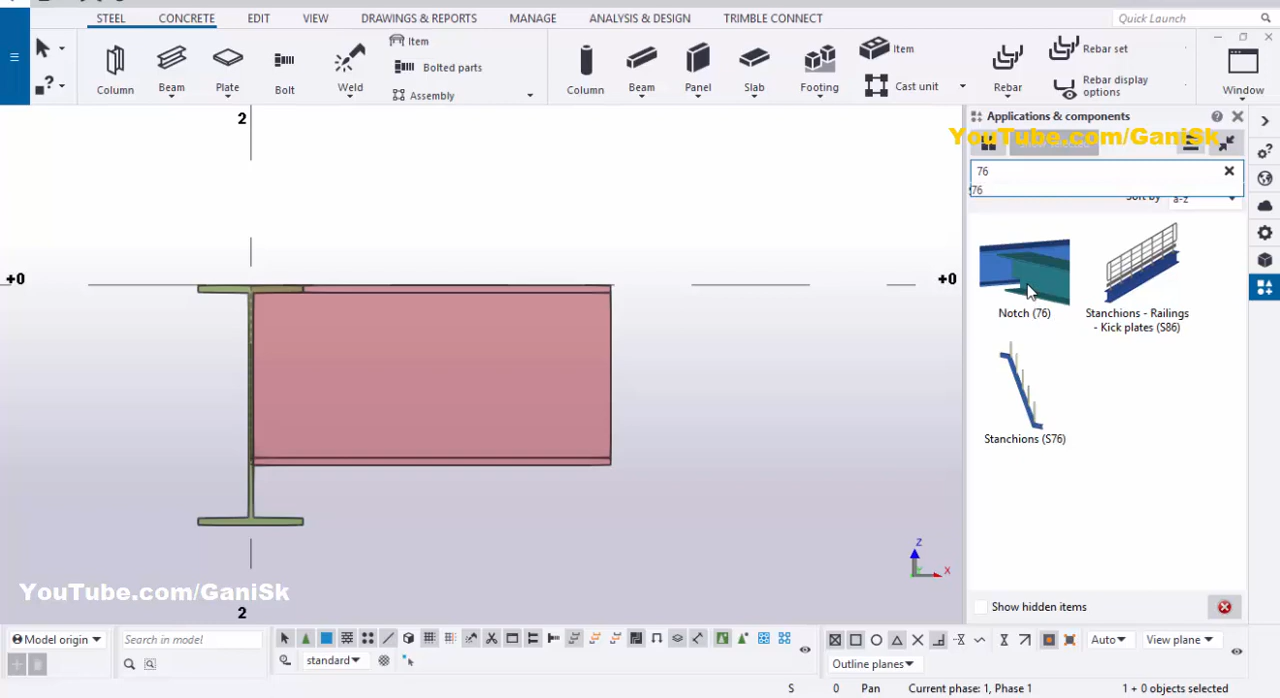 STEEL CONCRETE EDIT VIEW DRAWINGS & REPORTS MANAGE ANALYSIS & DESIGN TRIMBLE CONNECT Quick Launch
Column Beam Plate Bolt Weld Item Bolted parts Assembly
Column Beam Panel Slab Footing Item Cast unit Rebar Rebar set Rebar display options Window
Applications & components
YouTube.com/GaniSk
76
76
Sort by a-z
Notch (76)
Stanchions - Railings
- Kick plates (S86)
Stanchions (S76)
Show hidden items
2
+0 +0
z
x
YouTube.com/GaniSk
2
Model origin Search in model
standard
Auto View plane
Outline planes
S 0 Pan Current phase: 1, Phase 1 1 + 0 objects selected